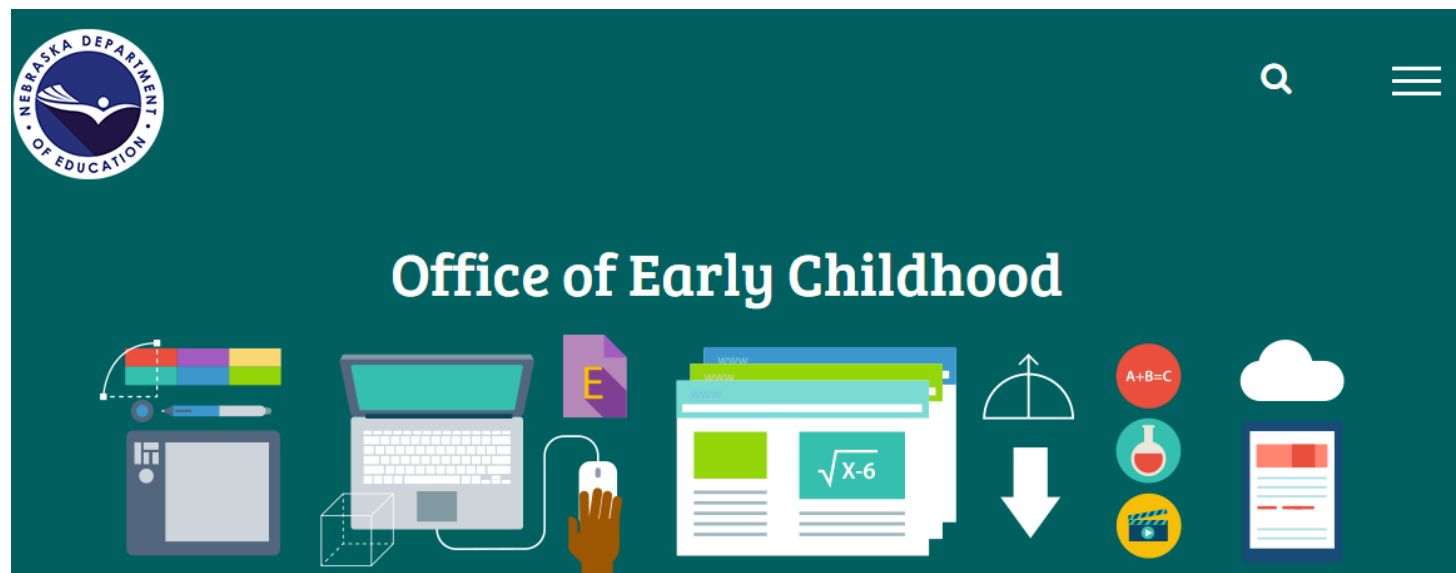 NEBRASKA DEPARTMENT
• OF EDUCATION •
Office of Early Childhood
E
www
www
www
A+B=C
√X-6